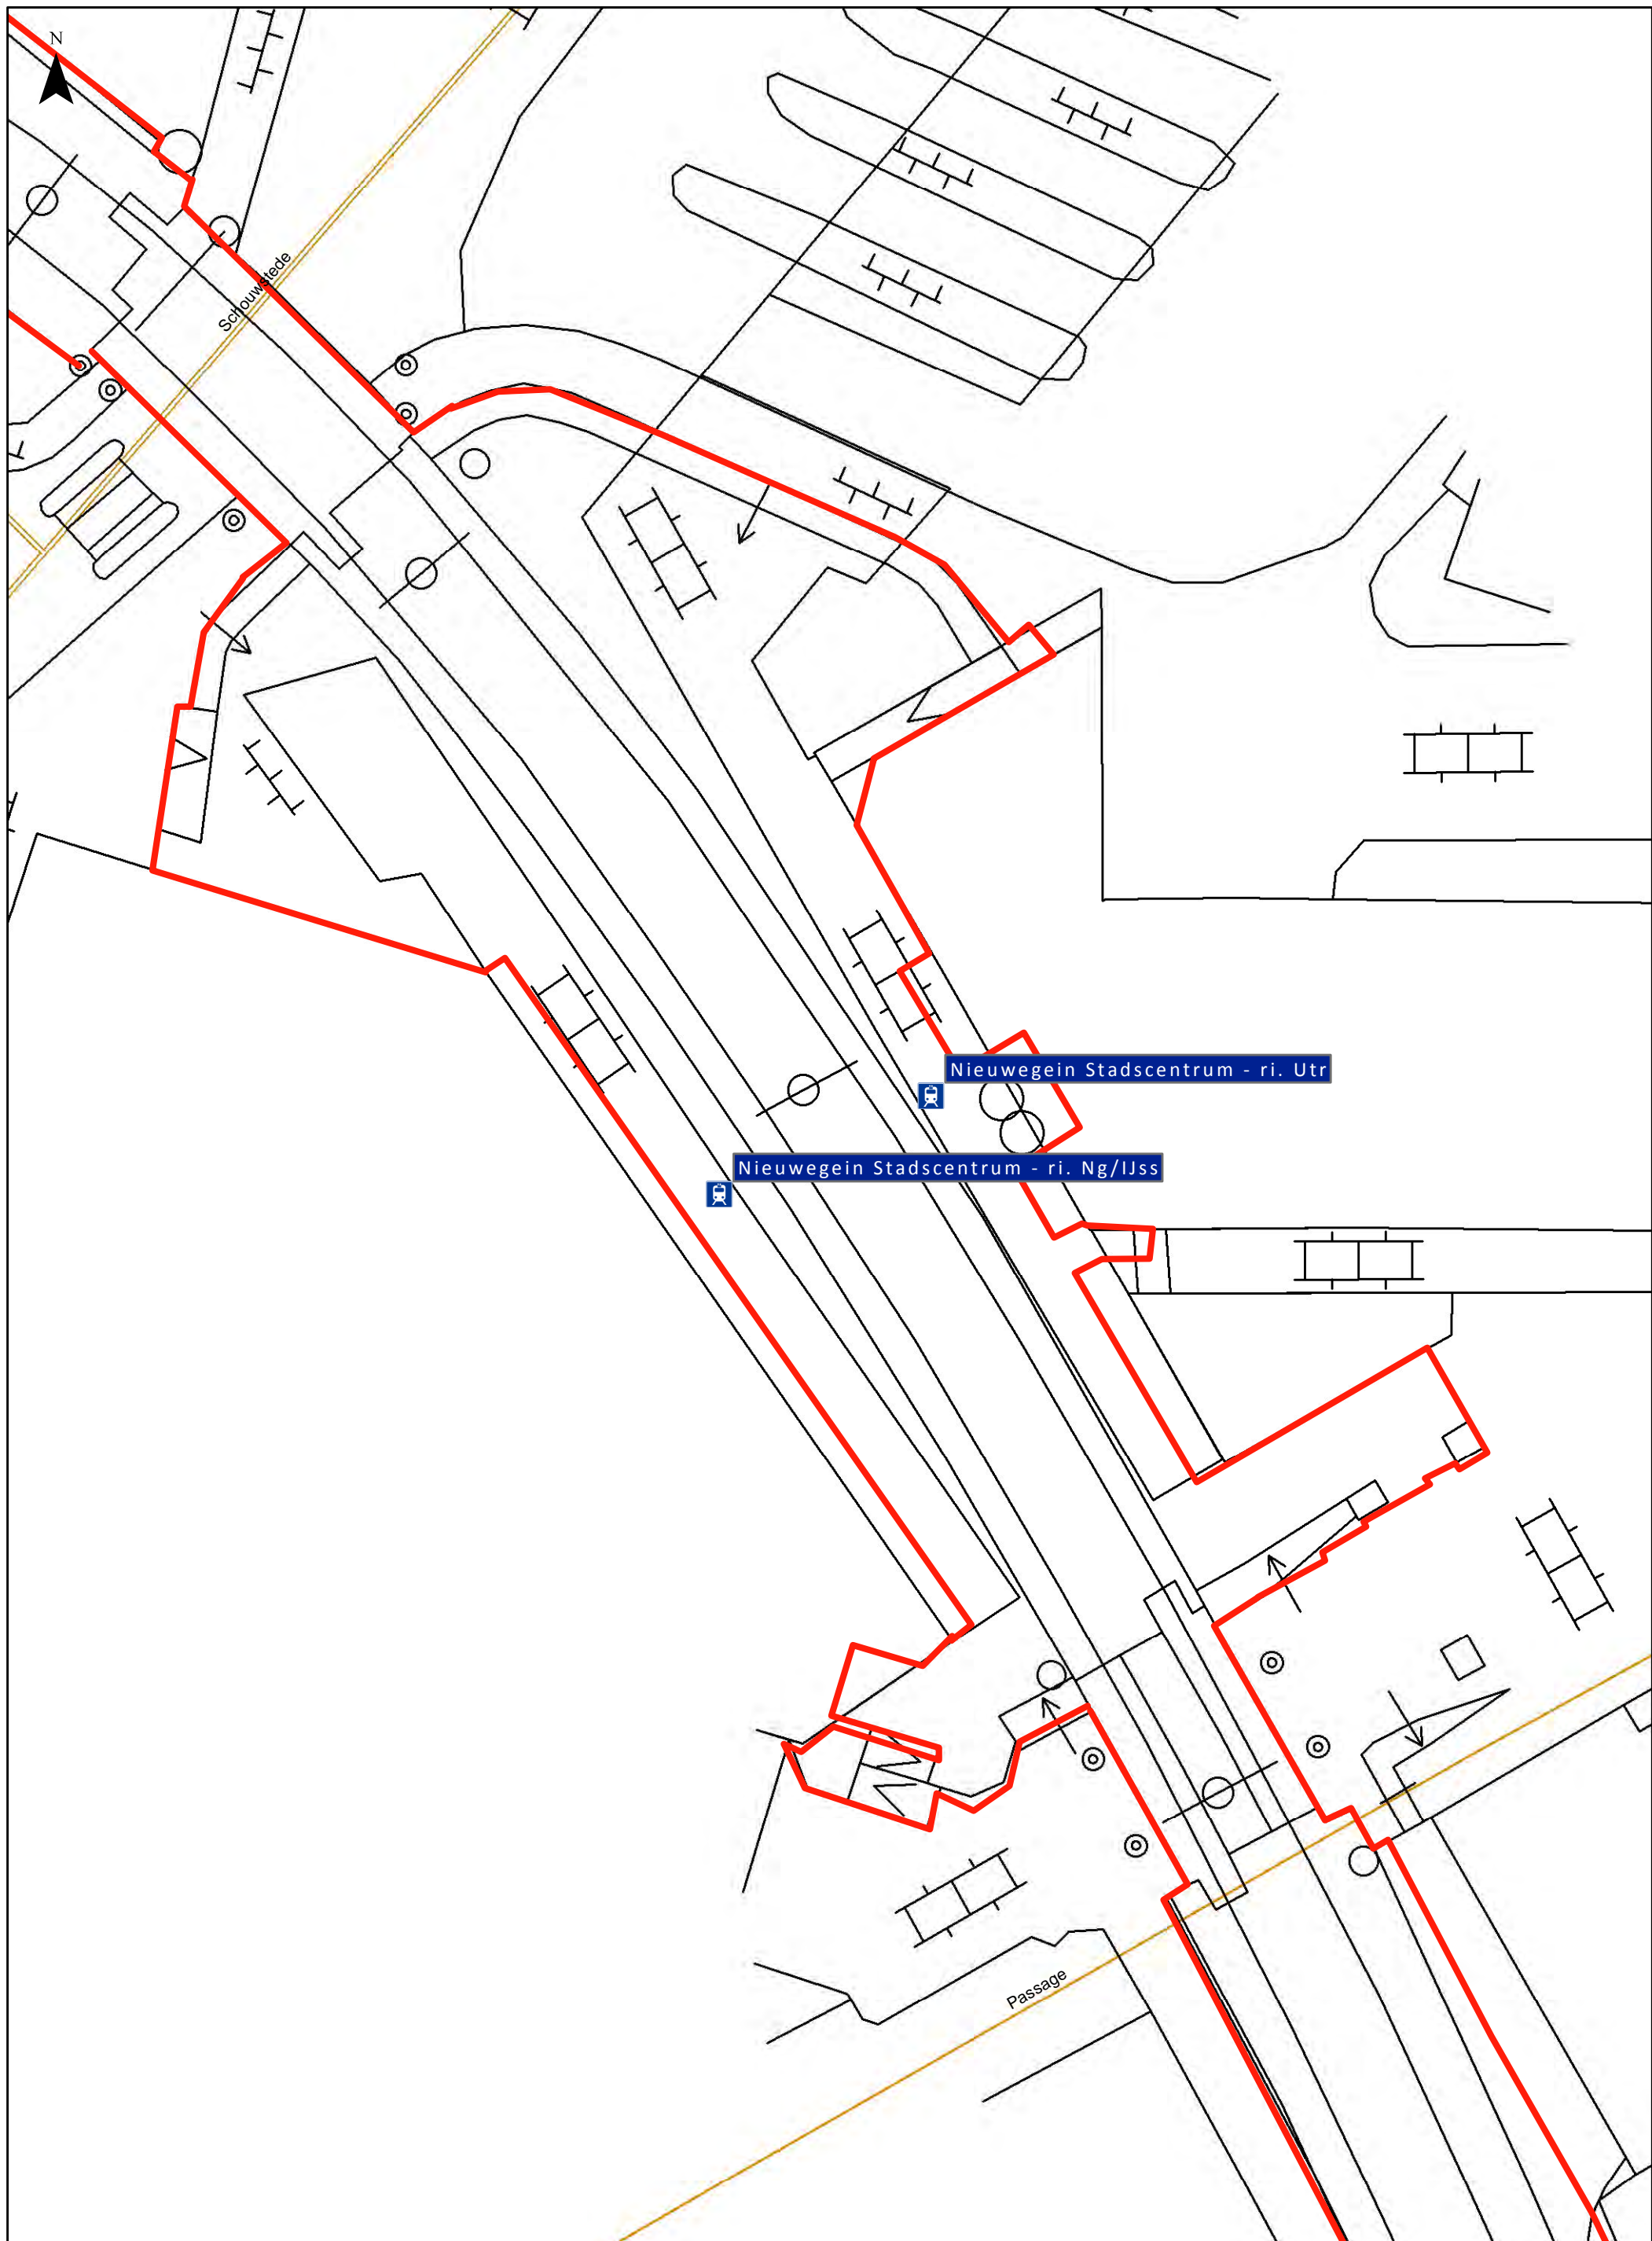 N
Schouwstede
Nieuwegein Stadscentrum - ri. Utr
Nieuwegein Stadscentrum - ri. Ng/IJss
Passage